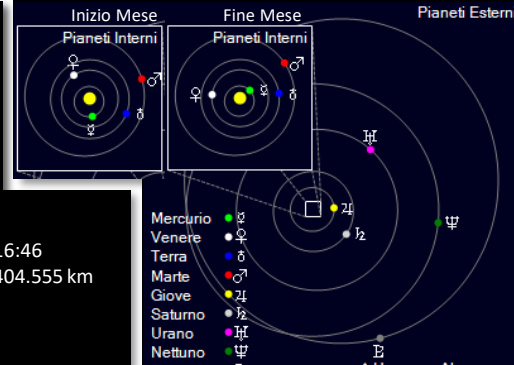 Inizio Mese
Fine Mese
Pianeti Interni
Pianeti Interni
Pianeti Estern
♀
♂
♁
☿
♀
☿
♂
♁
♅
♃
♄
♆
♇
16:46
404.555 km
Mercurio ☿
Venere ♀
Terra ♁
Marte ♂
Giove ♃
Saturno ♄
Urano ♅
Nettuno ♆